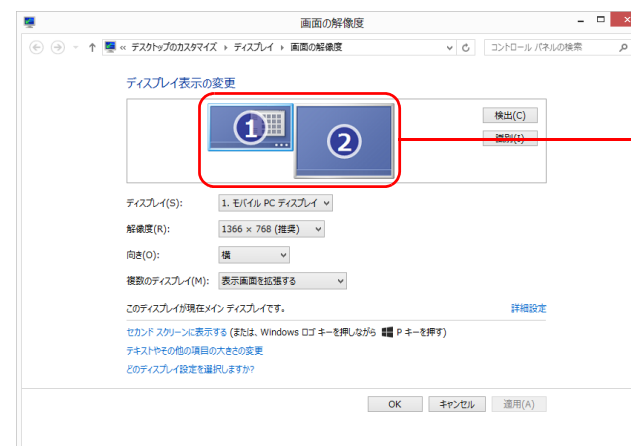 画面の解像度
« デスクトップのカスタマイズ ▸ ディスプレイ ▸ 画面の解像度
コントロール パネルの検索
ディスプレイ表示の変更
1
2
検出(C)
識別(I)
ディスプレイ(S): 1. モバイル PC ディスプレイ
解像度(R): 1366 × 768 (推奨)
向き(O): 横
複数のディスプレイ(M): 表示画面を拡張する
このディスプレイが現在メイン ディスプレイです。
詳細設定
セカンド スクリーンに表示する (または、Windows ロゴ キーを押しながら P キーを押す)
テキストやその他の項目の大きさの変更
どのディスプレイ設定を選択しますか?
OK キャンセル 適用(A)